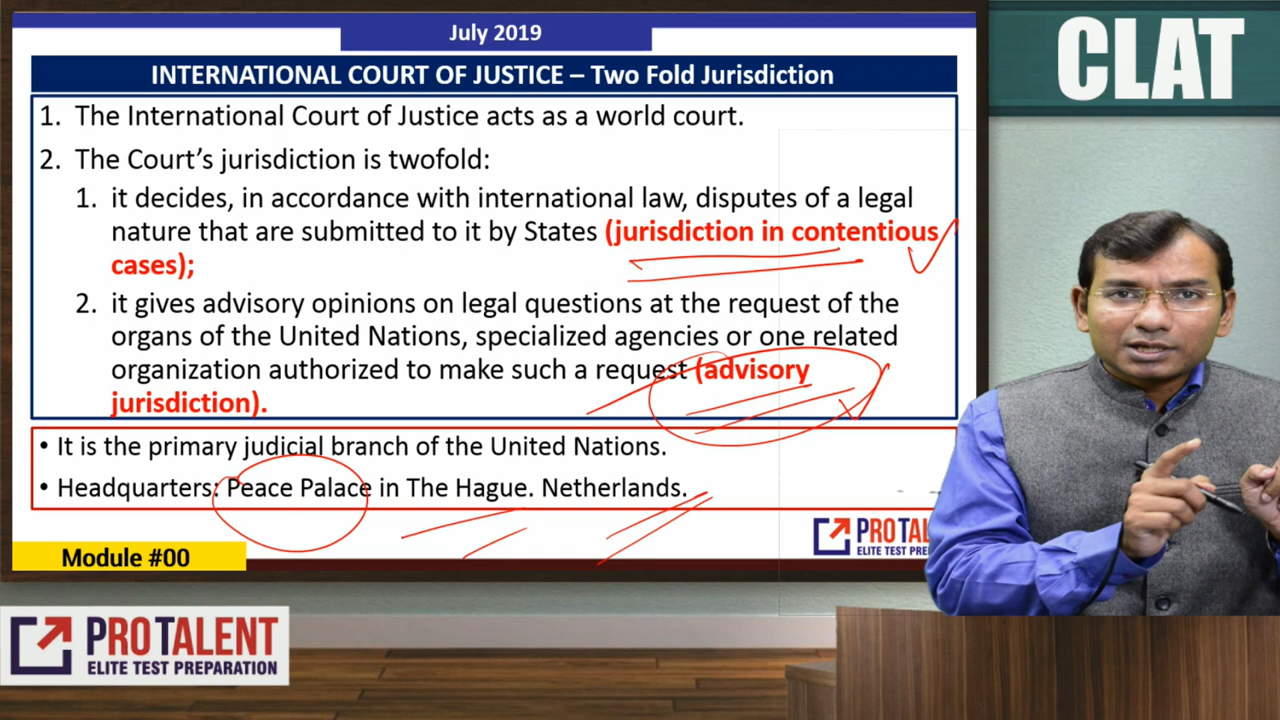 July 2019
CLAT
INTERNATIONAL COURT OF JUSTICE – Two Fold Jurisdiction
1. The International Court of Justice acts as a world court.
2. The Court's jurisdiction is twofold:
1. it decides, in accordance with international law, disputes of a legal
nature that are submitted to it by States (jurisdiction in contentious
cases);
2. it gives advisory opinions on legal questions at the request of the
organs of the United Nations, specialized agencies or one related
organization authorized to make such a request (advisory
jurisdiction).
• It is the primary judicial branch of the United Nations.
• Headquarters: Peace Palace in The Hague. Netherlands.
Module #00
PROTALENT
ELITE TEST PREPARATION